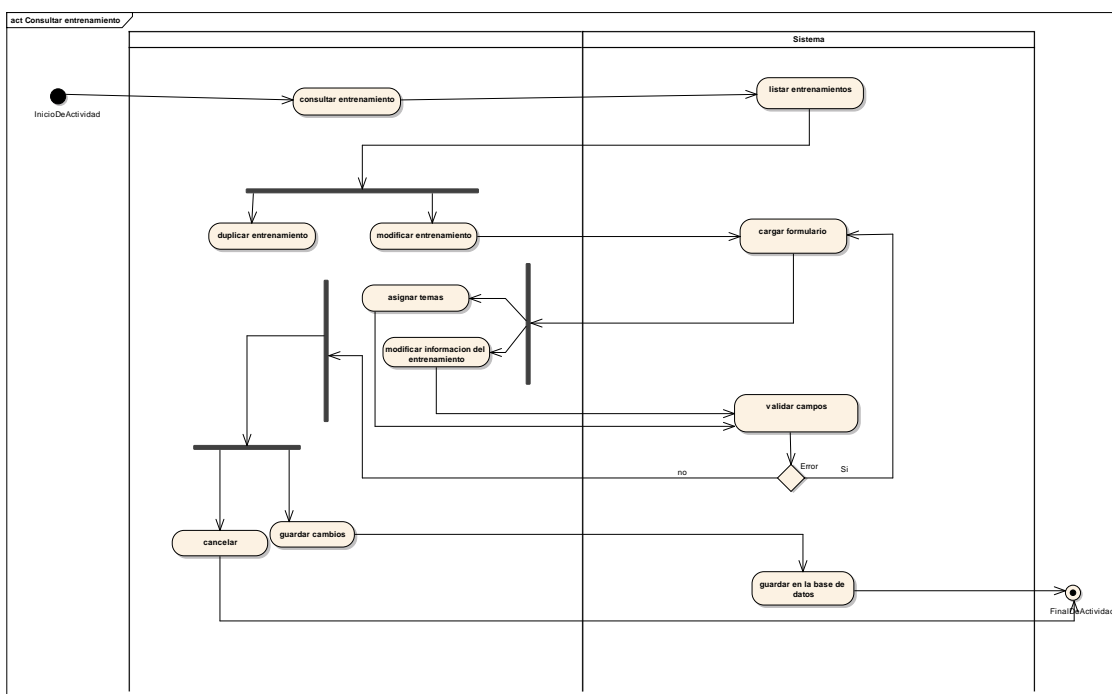 act Consultar entrenamiento
Sistema
InicioDeActividad
consultar entrenamiento
listar entrenamientos
duplicar entrenamiento
modificar entrenamiento
cargar formulario
asignar temas
modificar informacion del
entrenamiento
validar campos
Error
Si
no
cancelar
guardar cambios
guardar en la base de
datos
FinalDeActividad